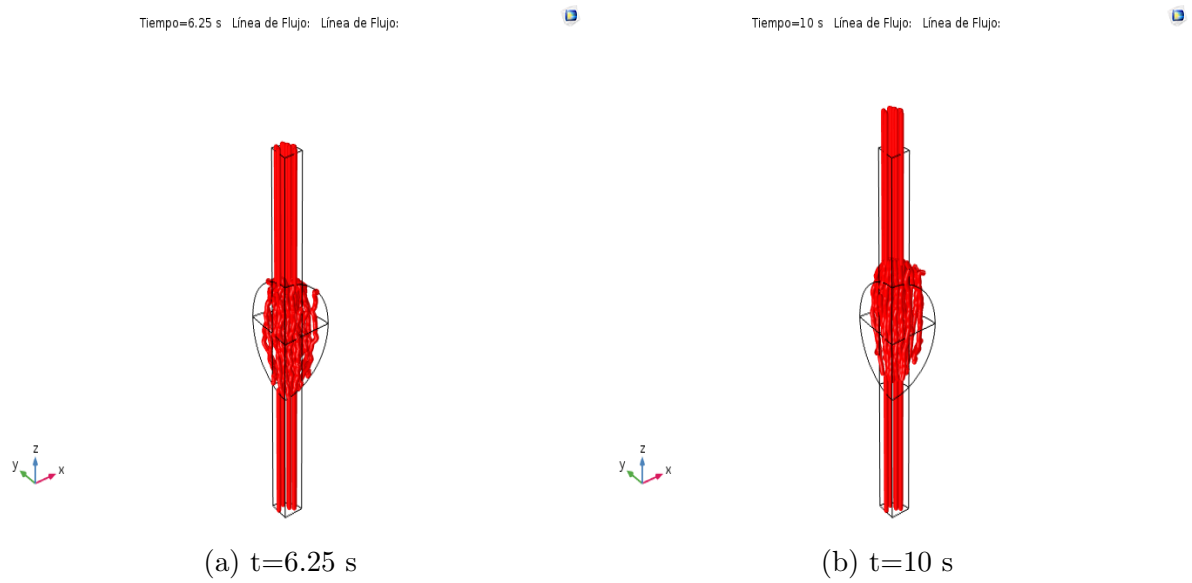 Tiempo=6.25 s Línea de Flujo: Línea de Flujo:
z
y
x
(a) t=6.25 s
Tiempo=10 s Línea de Flujo: Línea de Flujo:
z
y
x
(b) t=10 s